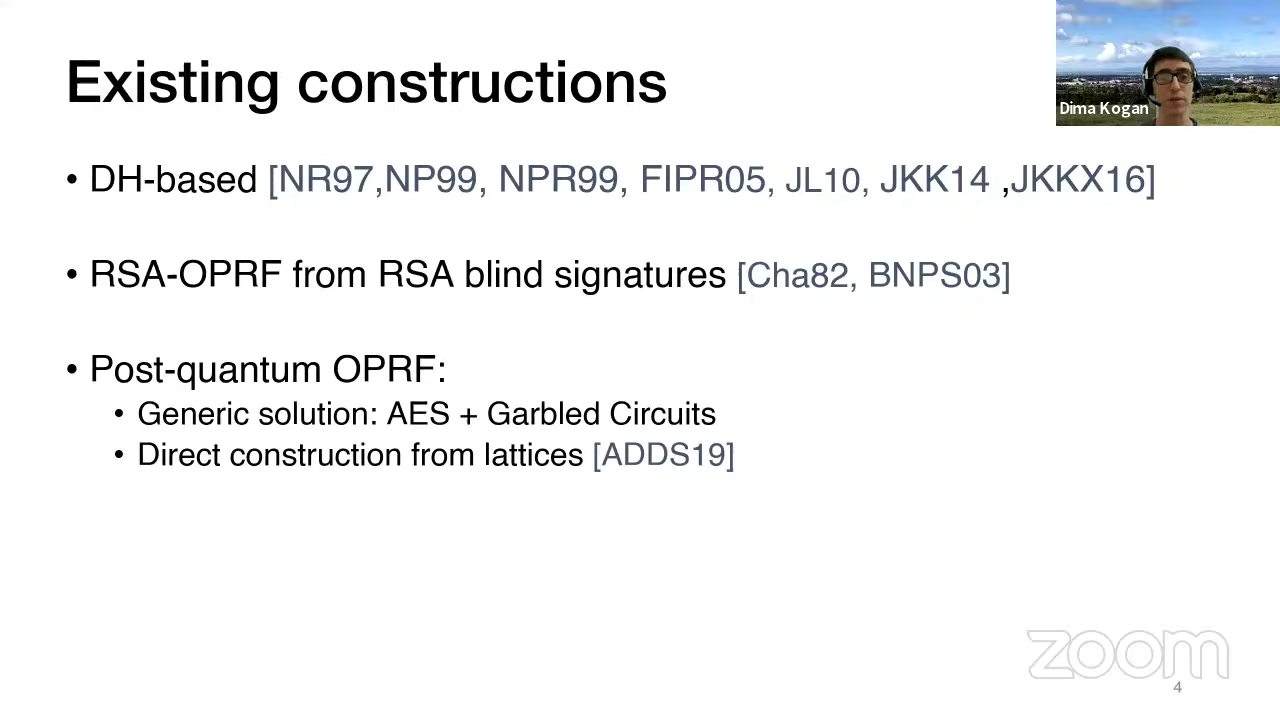 Existing constructions
Dima Kogan
• DH-based [NR97,NP99, NPR99, FIPR05, JL10, JKK14 ,JKKX16]
• RSA-OPRF from RSA blind signatures [Cha82, BNPS03]
• Post-quantum OPRF:
• Generic solution: AES + Garbled Circuits
• Direct construction from lattices [ADDS19]
zoom
4